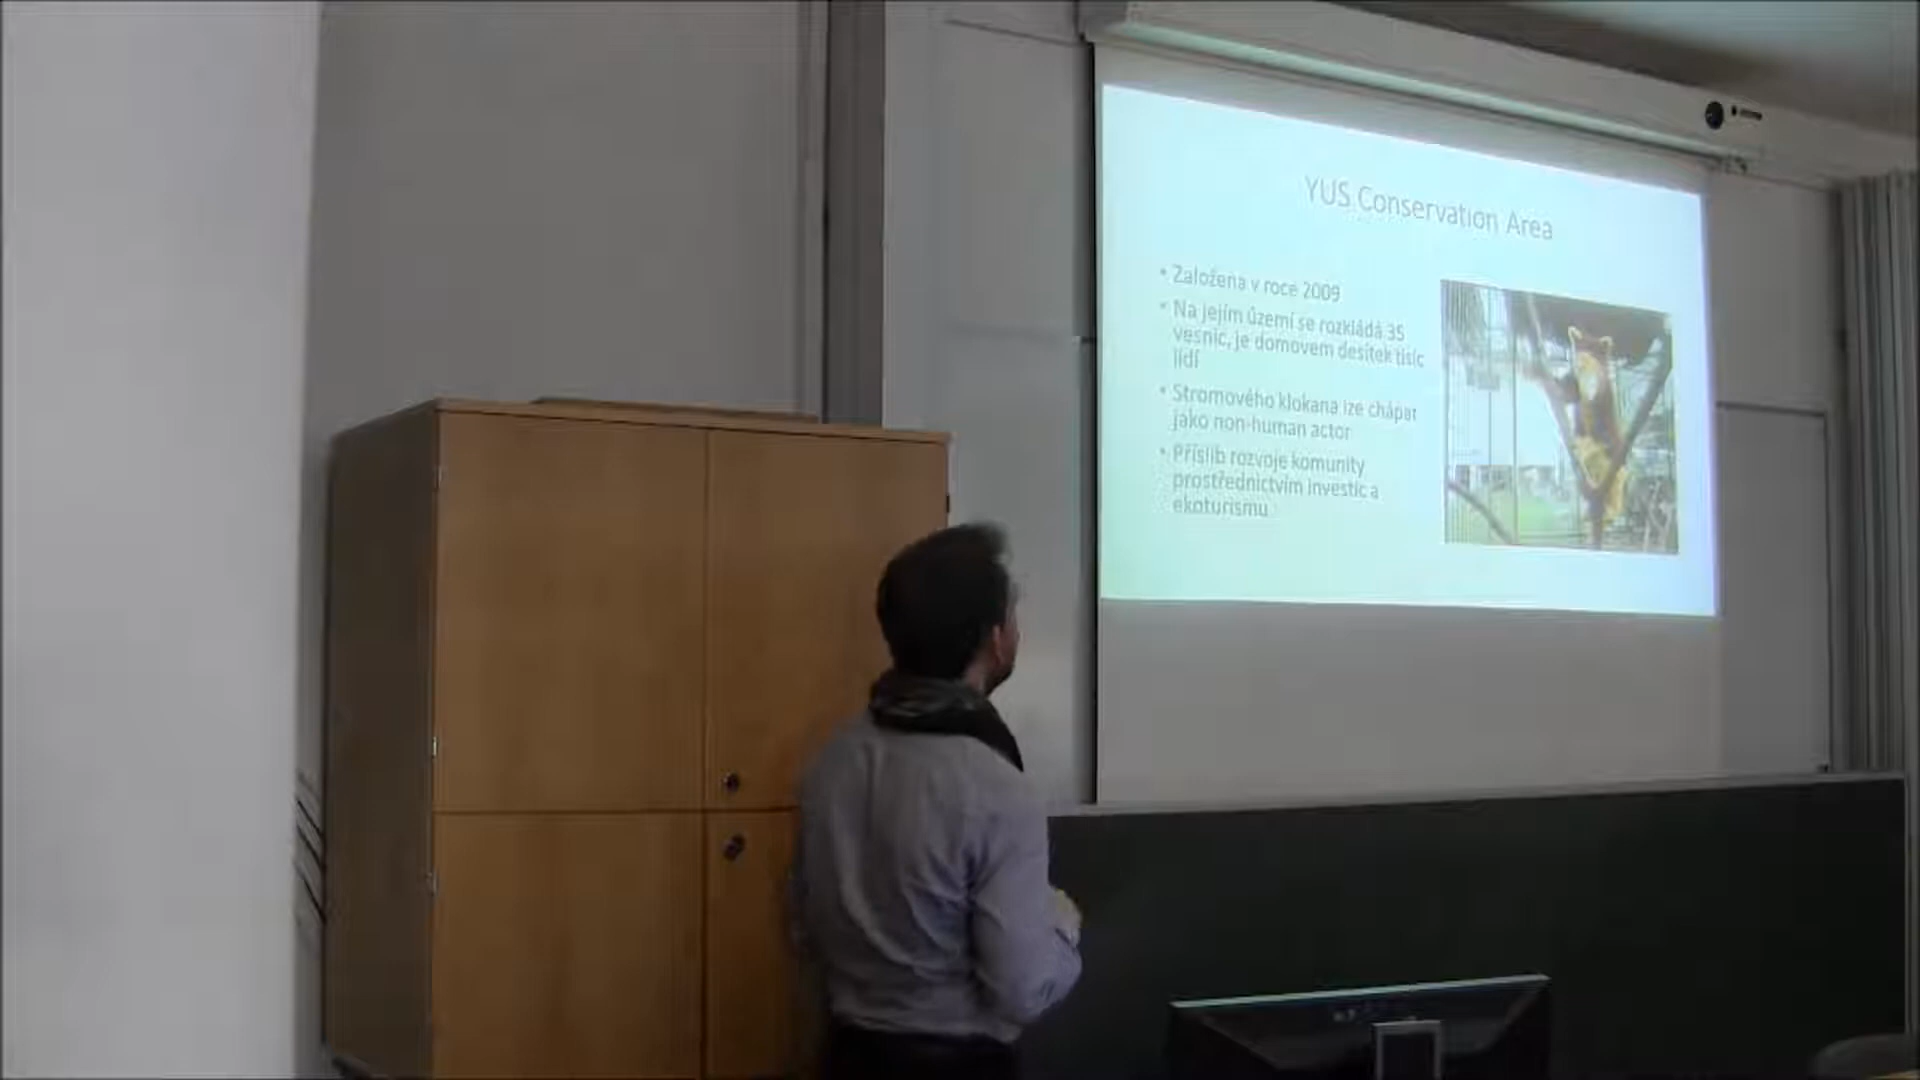 YUS Conservation Area
• Založena v roce 2009
• Na jejím území se rozkládá 35
vesnic, je domovem desítek tisíc
lidí
• Stromového klokana lze chápat
jako non-human actor
• Příslib rozvoje komunity
prostřednictvím investic a
ekoturismu